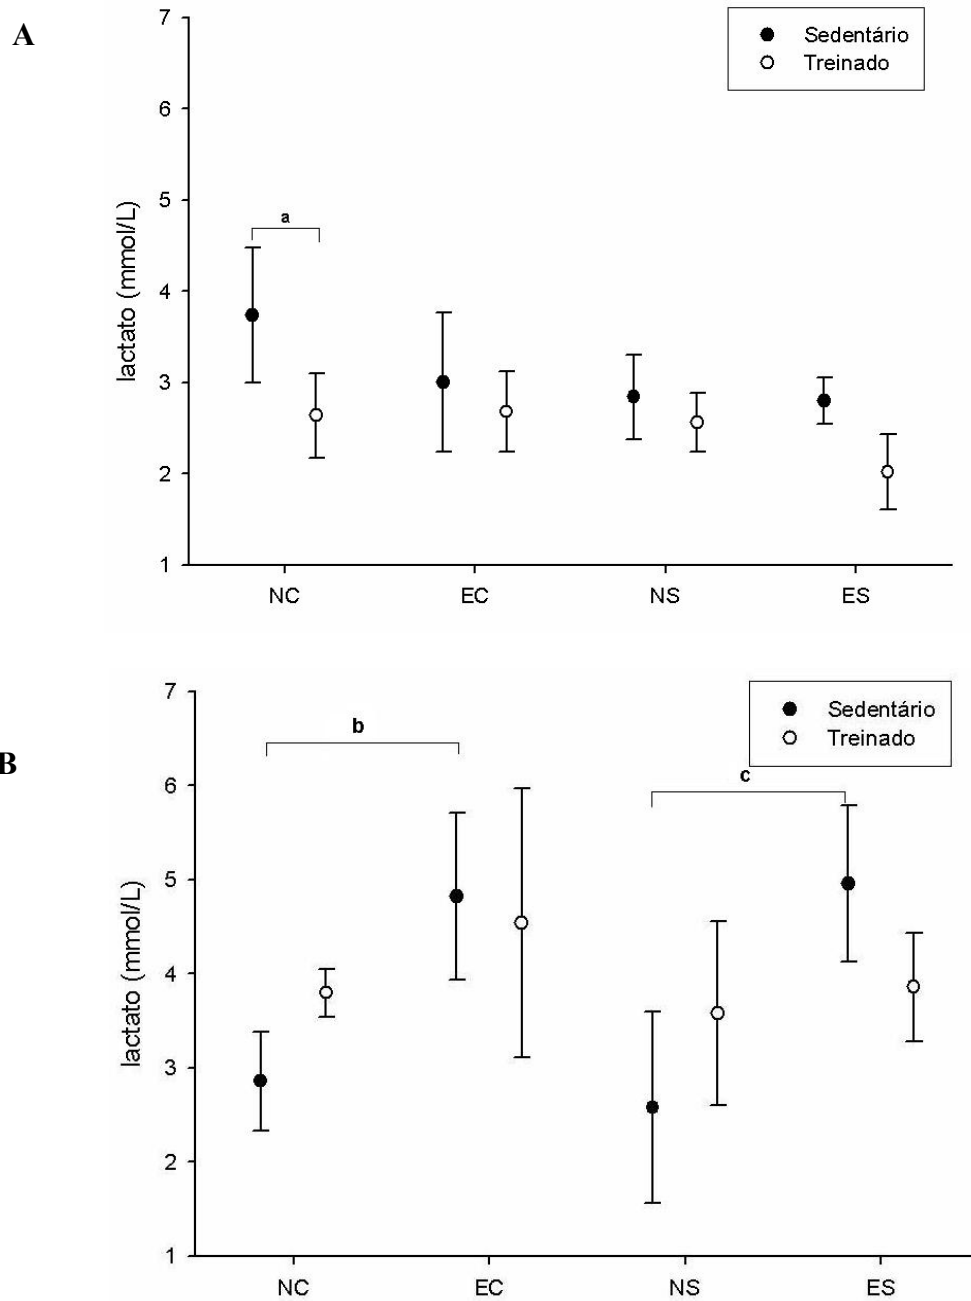 A
7
Sedentário
Treinado
6
5
a
4
3
2
1
lactato (mmol/L)
NC EC NS ES
B
7
Sedentário
Treinado
b
6
c
5
4
3
2
1
lactato (mmol/L)
NC EC NS ES